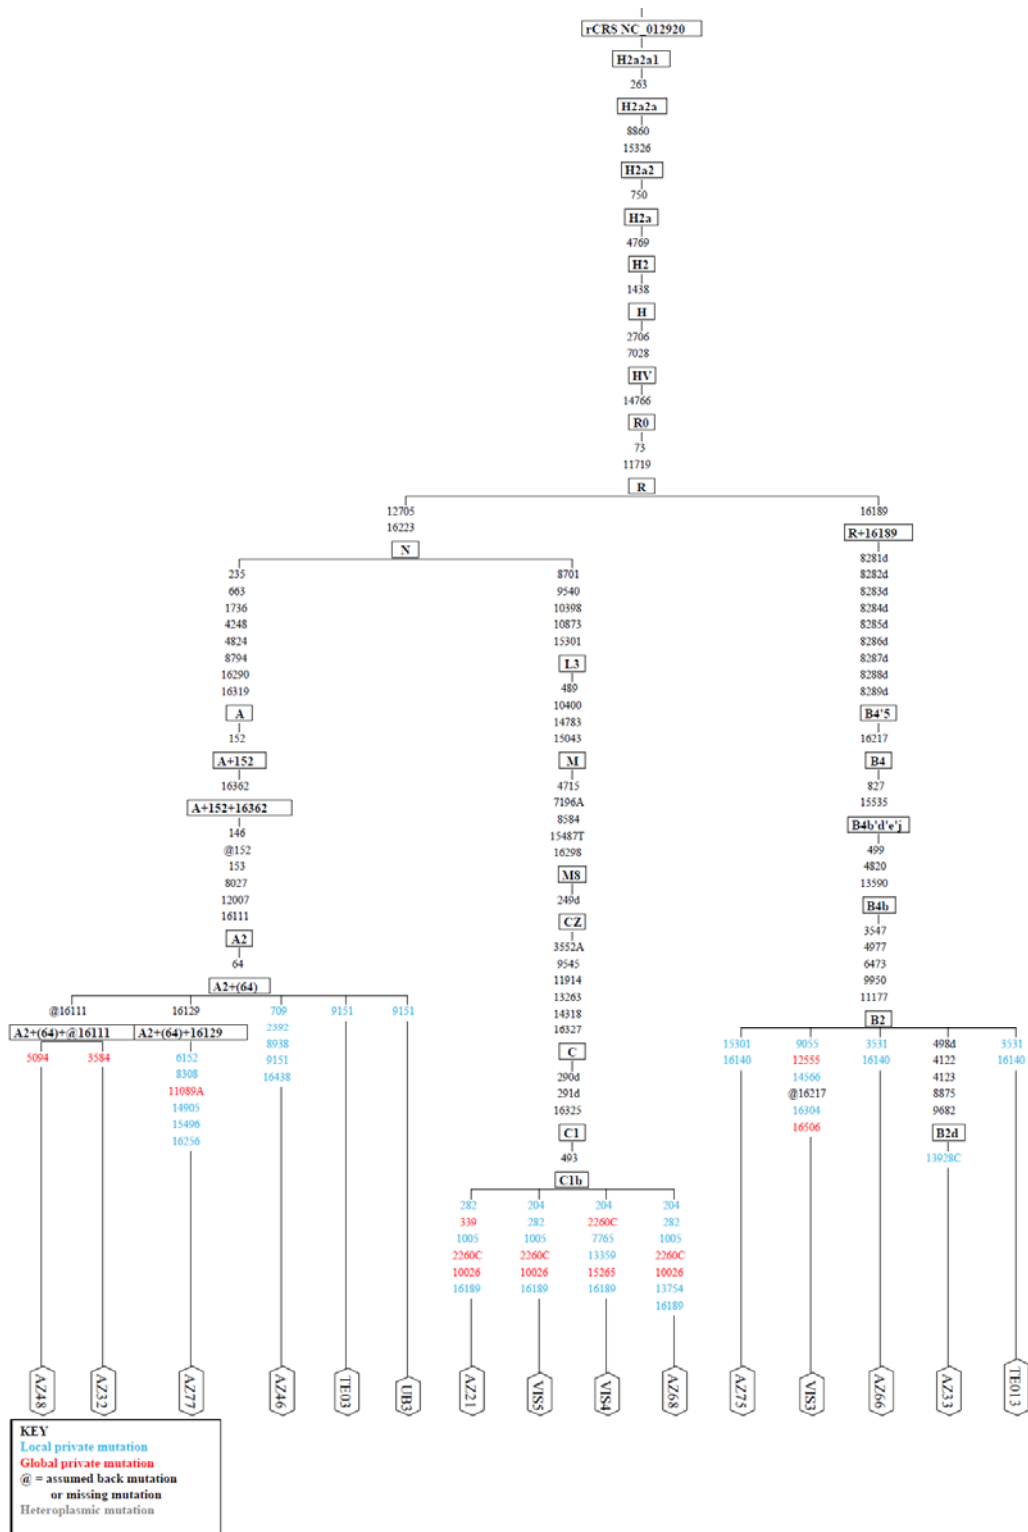 rCRS NC_012920
H2a2a1
263
H2a2a
8860
15326
H2a2
750
H2a
4769
H2
1438
H
2706
7028
HV
14766
R0
73
11719
R
12705
16223
N
235
663
1736
4248
4824
8794
16290
16319
A
152
A+152
16362
A+152+16362
146
@152
153
8027
12007
16111
A2
64
A2+(64)
@16111
A2+(64)+@16111
5094
AZ48
3584
AZ32
16129
A2+(64)+16129
6152
8308
11089A
14905
15496
16256
AZ77
709
2392
8938
9151
16438
AZ46
9151
TE03
9151
UB3
8701
9540
10398
10873
15301
L3
489
10400
14783
15043
M
4715
7196A
8584
15487T
16298
M8
249d
CZ
3552A
9545
11914
13263
14318
16327
C
290d
291d
16325
C1
493
C1b
282
339
1005
2260C
10026
16189
AZ21
204
282
1005
2260C
10026
16189
VIS5
204
2260C
7765
13359
15265
16189
VIS4
204
282
1005
2260C
10026
13754
16189
AZ68
16189
R+16189
8281d
8282d
8283d
8284d
8285d
8286d
8287d
8288d
8289d
B4'5
16217
B4
827
15535
B4b'd'e'j
499
4820
13590
B4b
3547
4977
6473
9950
11177
B2
15301
16140
AZ75
9055
12555
14566
@16217
16304
16506
VIS3
3531
16140
AZ66
498d
4122
4123
8875
9682
B2d
13928C
AZ33
3531
16140
TE013
KEY
Local private mutation
Global private mutation
@ = assumed back mutation
or missing mutation
Heteroplasmic mutation